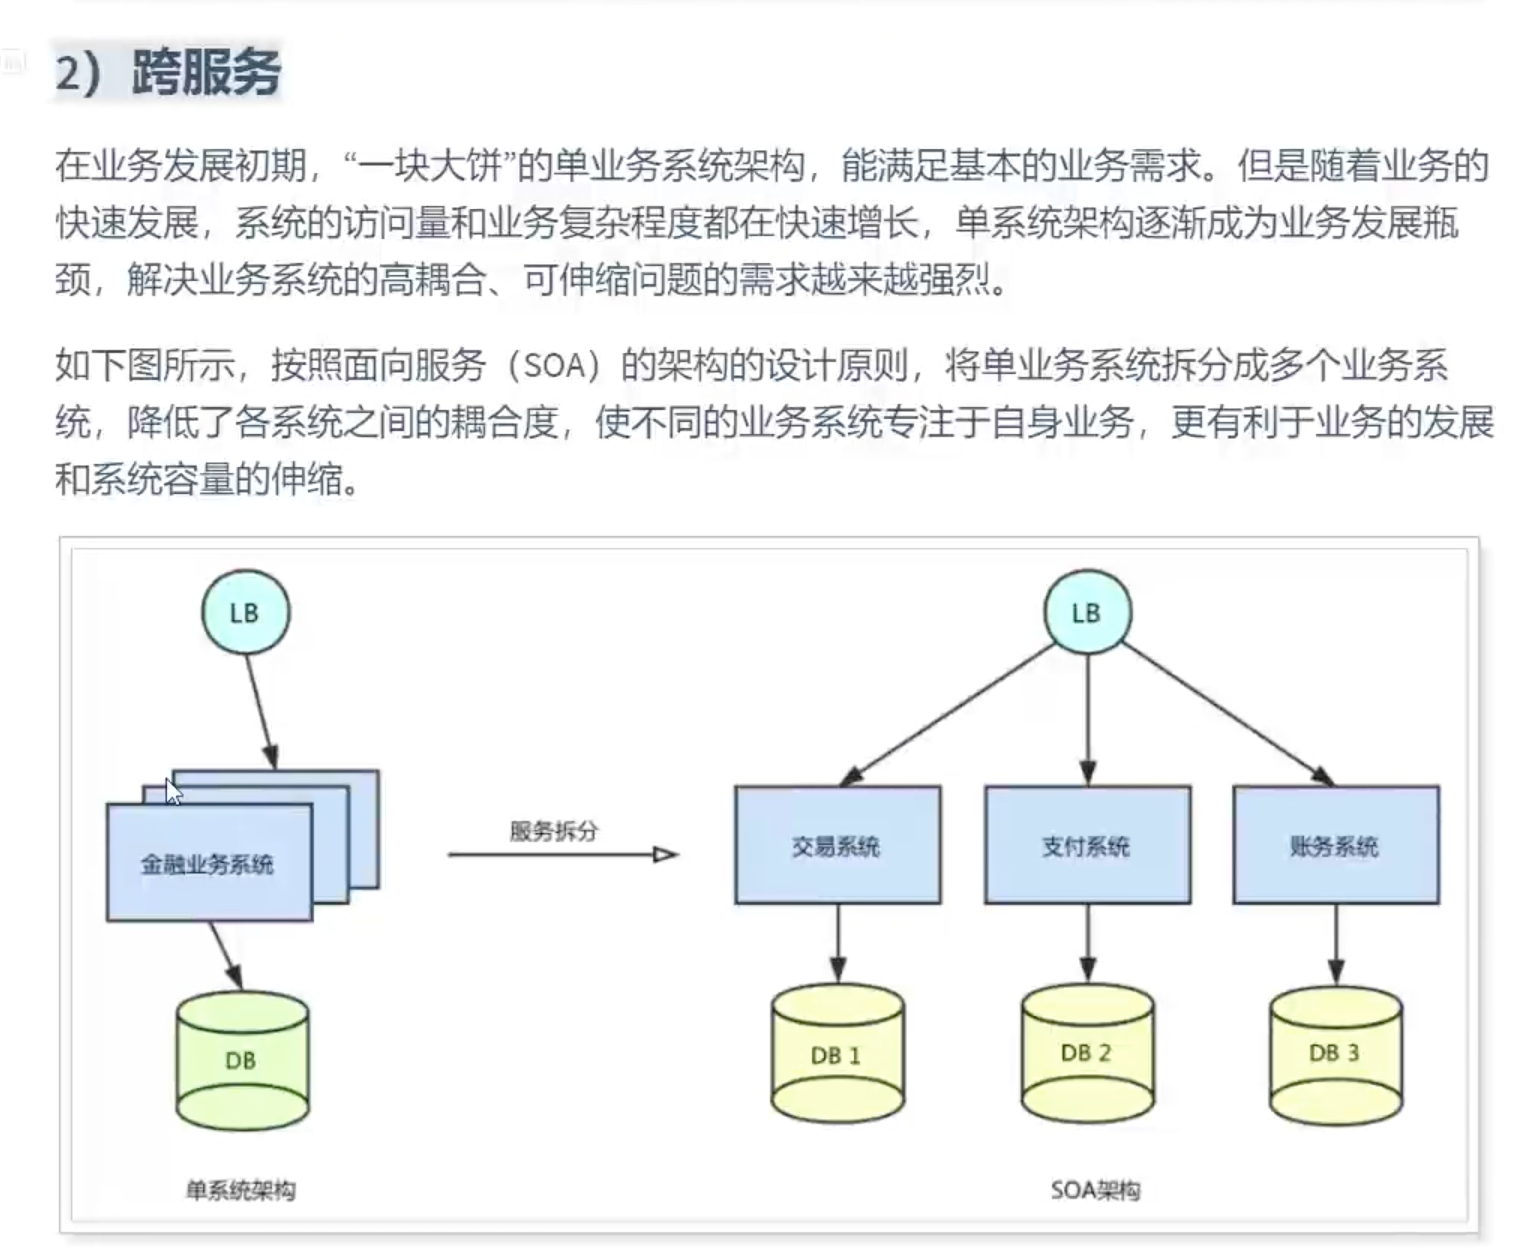 2）跨服务
在业务发展初期，“一块大饼”的单业务系统架构，能满足基本的业务需求。但是随着业务的
快速发展，系统的访问量和业务复杂程度都在快速增长，单系统架构逐渐成为业务发展瓶
颈，解决业务系统的高耦合、可伸缩问题的需求越来越强烈。
如下图所示，按照面向服务（SOA）的架构的设计原则，将单业务系统拆分成多个业务系
统，降低了各系统之间的耦合度，使不同的业务系统专注于自身业务，更有利于业务的发展
和系统容量的伸缩。
LB
金融业务系统
DB
单系统架构
服务拆分
LB
交易系统
支付系统
账务系统
DB 1
DB 2
DB 3
SOA架构